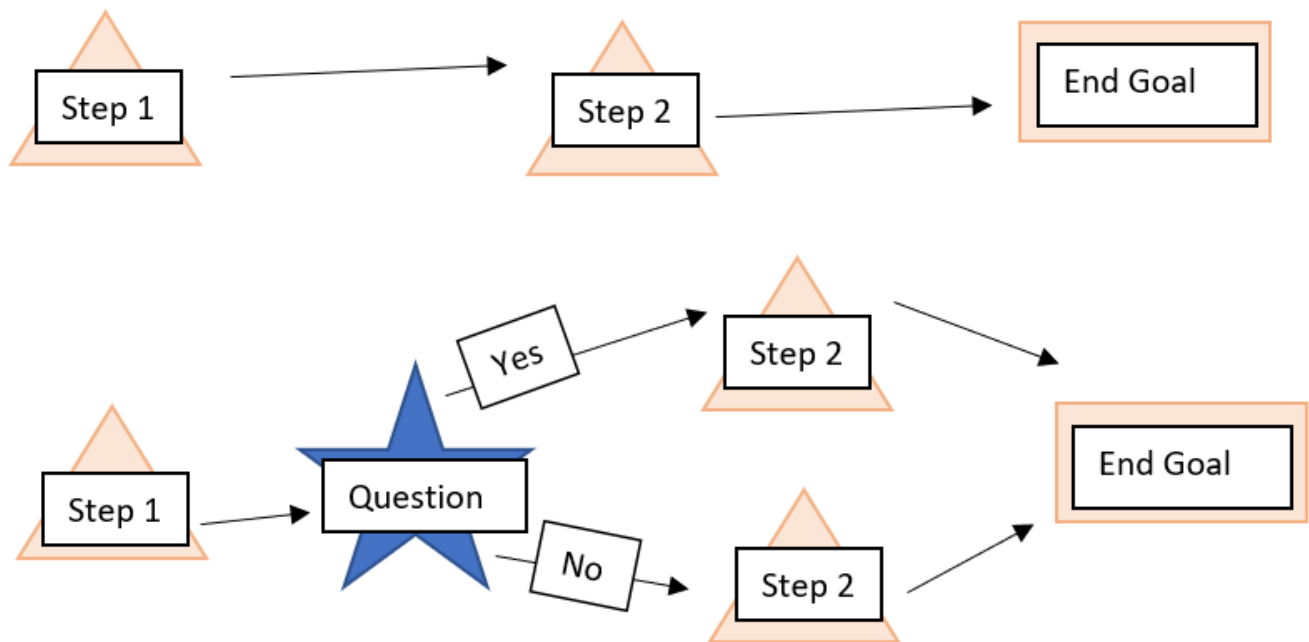 Step 1
Step 2
End Goal
Step 1
Question
Yes
Step 2
No
Step 2
End Goal